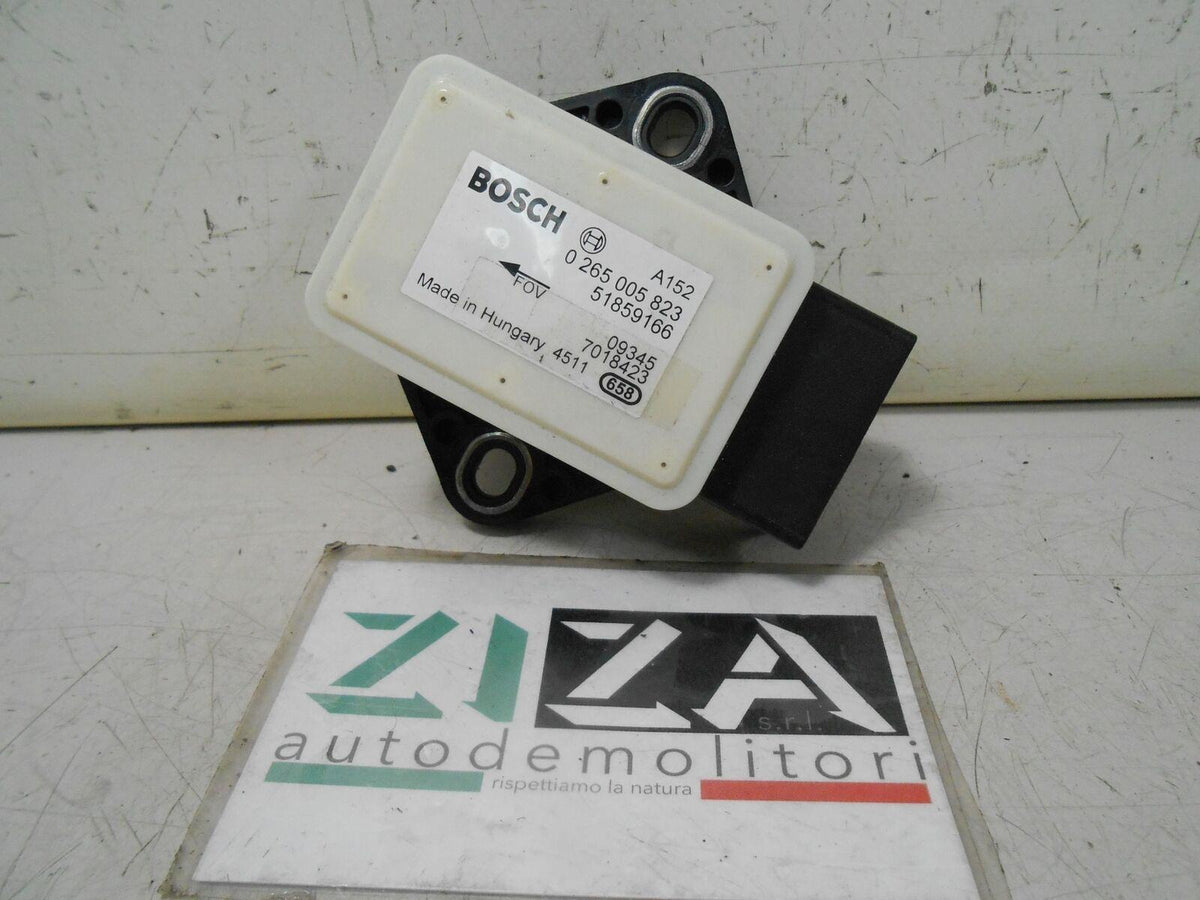 BOSCH
A152
0 265 005 823
51859166
FOV
09345
Made in Hungary 4511 7018423
658
ZIZA
s.r.l.
autodemolitori
rispettiamo la natura